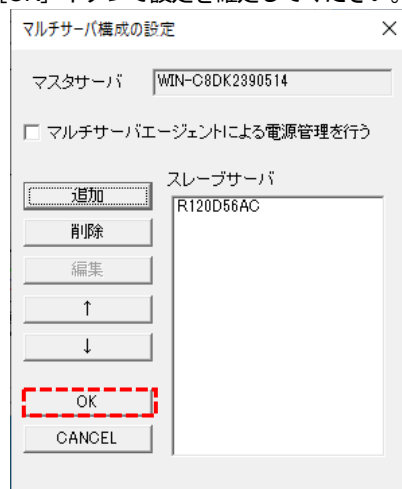 [OK] ボタンで設定を確定してください。
マルチサーバ構成の設定
マスタサーバ WIN-C8DK2390514
マルチサーバエージェントによる電源管理を行う
スレーブサーバ
追加
R120D56AC
削除
編集
↑
↓
OK
CANCEL